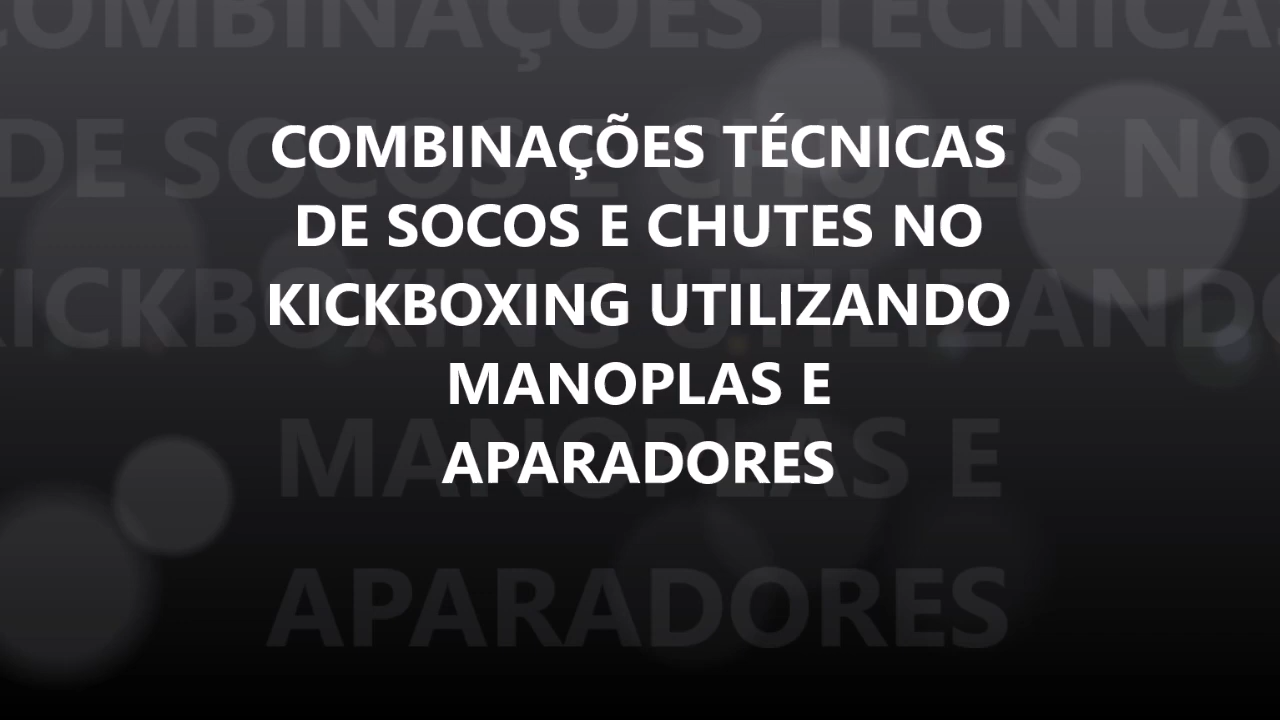 COMBINAÇÕES TÉCNICAS
DE SOCOS E CHUTES NO
KICKBOXING UTILIZANDO
MANOPLAS E
APARADORES